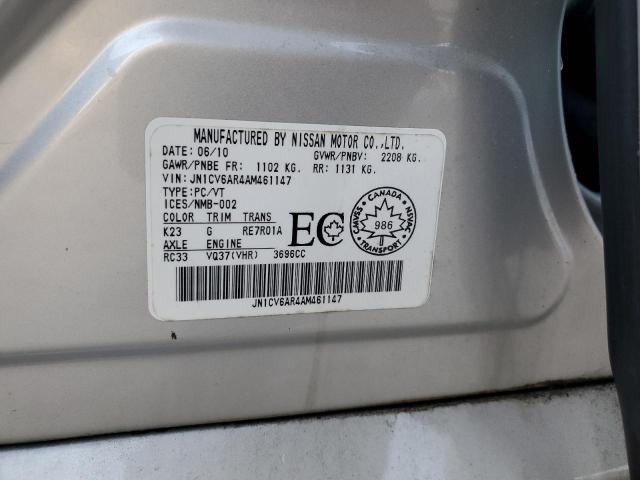 MANUFACTURED BY NISSAN MOTOR CO.,LTD.
DATE: 06/10 GVWR/PNBV: 2208 KG.
GAWR/PNBE FR: 1102 KG. RR: 1131 KG.
VIN: JN1CV6AR4AM461147
TYPE: PC/VT
ICES/NMB-002
COLOR TRIM TRANS
K23 G RE7R01A
AXLE ENGINE
RC33 VQ37(VHR) 3696CC
EC
CANADA
CMVSS NSVAC
986
TRANSPORT
JN1CV6AR4AM461147